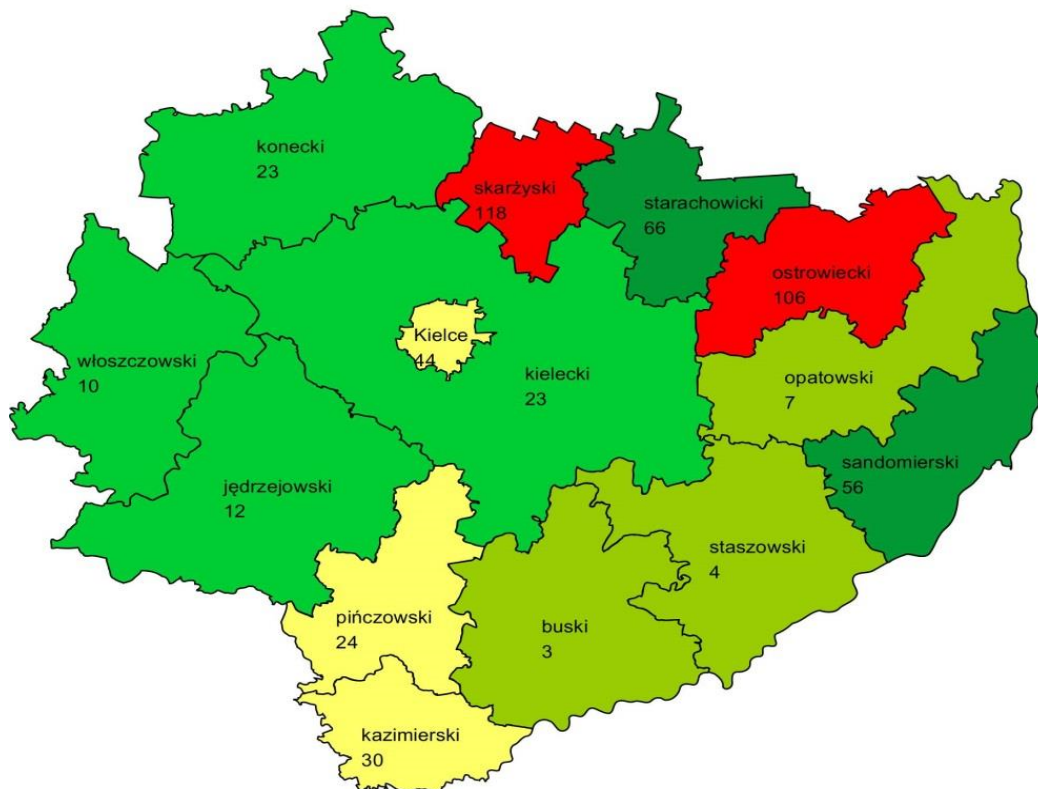 konecki
23
skarżyski
118
starachowicki
66
ostrowiecki
106
Kielce
44
włoszczowski
10
kielecki
23
opatowski
7
sandomierski
56
jędrzejowski
12
staszowski
4
pińczowski
24
buski
3
kazimierski
30